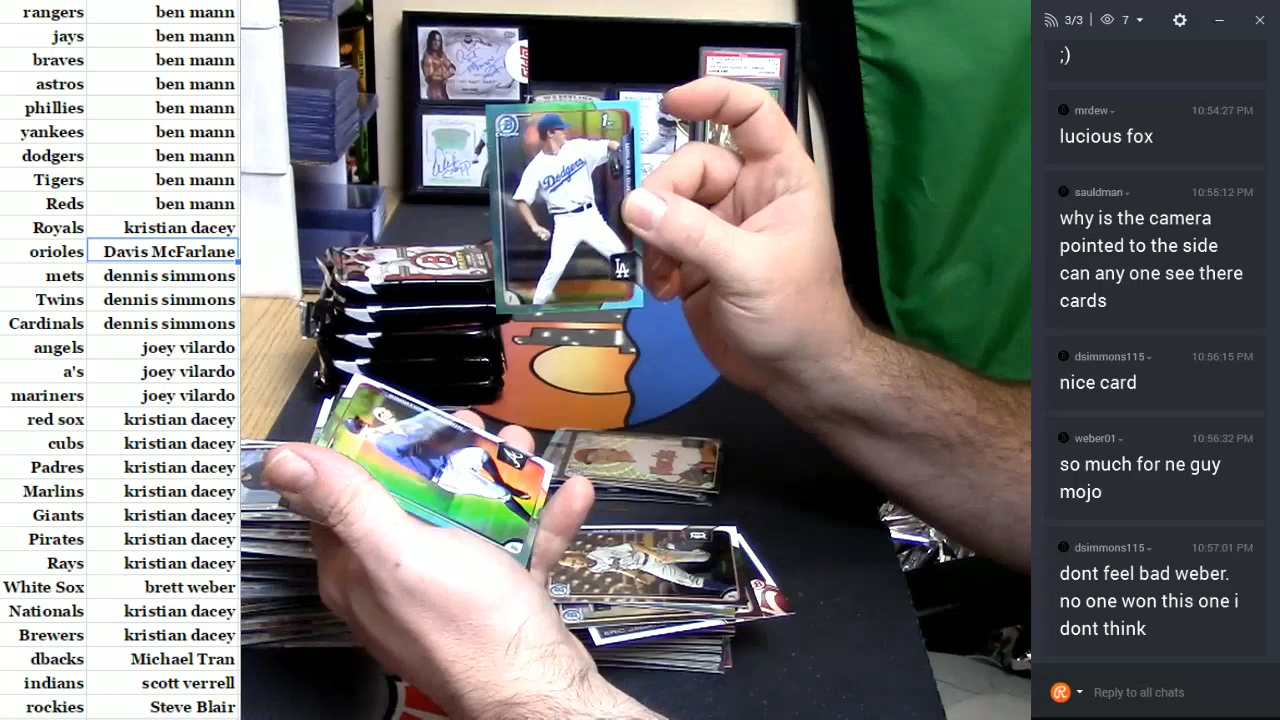 rangers ben mann
jays ben mann
braves ben mann
astros ben mann
phillies ben mann
yankees ben mann
dodgers ben mann
Tigers ben mann
Reds ben mann
Royals kristian dacey
orioles Davis McFarlane
mets dennis simmons
Twins dennis simmons
Cardinals dennis simmons
angels joey vilardo
a's joey vilardo
mariners joey vilardo
red sox kristian dacey
cubs kristian dacey
Padres kristian dacey
Marlins kristian dacey
Giants kristian dacey
Pirates kristian dacey
Rays kristian dacey
White Sox brett weber
Nationals kristian dacey
Brewers kristian dacey
dbacks Michael Tran
indians scott verrell
rockies Steve Blair
1st
Dodgers
LA
A
3/3
7
;)
mrdew 10:54:27 PM
lucious fox
sauldman 10:55:12 PM
why is the camera
pointed to the side
can any one see there
cards
dsimmons115 10:56:15 PM
nice card
weber01 10:56:32 PM
so much for ne guy
mojo
dsimmons115 10:57:01 PM
dont feel bad weber.
no one won this one i
dont think
Reply to all chats